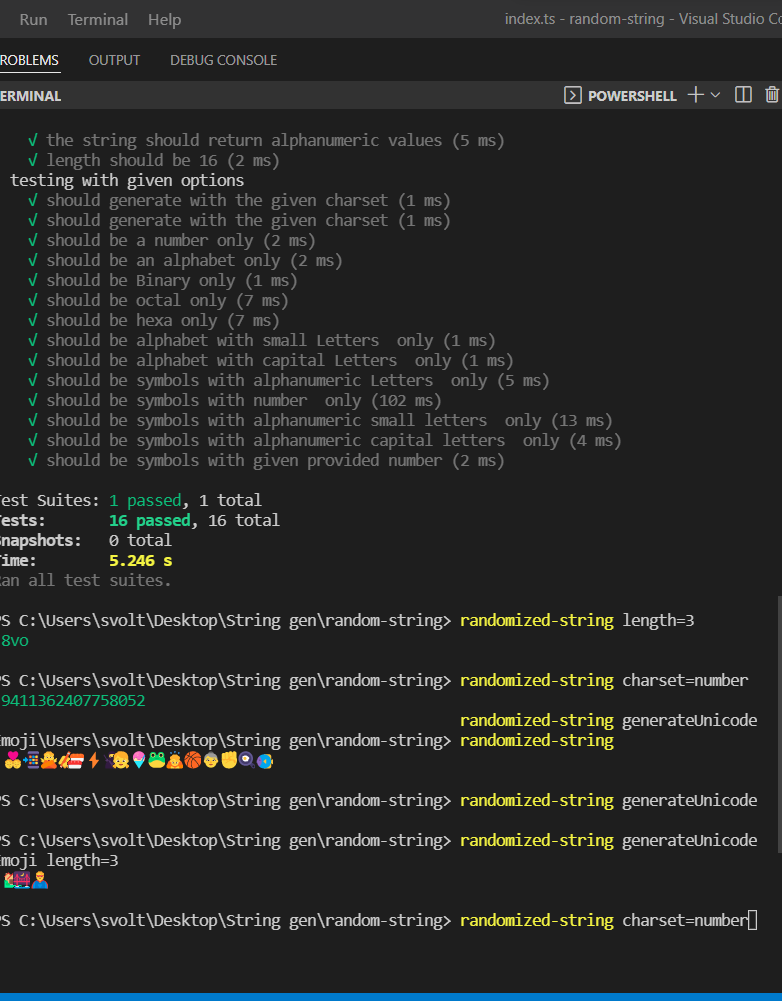 Run Terminal Help index.ts - random-string - Visual Studio Co
ROBLEMS OUTPUT DEBUG CONSOLE
ERMINAL POWERSHELL
√ the string should return alphanumeric values (5 ms)
√ length should be 16 (2 ms)
testing with given options
√ should generate with the given charset (1 ms)
√ should generate with the given charset (1 ms)
√ should be a number only (2 ms)
√ should be an alphabet only (2 ms)
√ should be Binary only (1 ms)
√ should be octal only (7 ms)
√ should be hexa only (7 ms)
√ should be alphabet with small Letters  only (1 ms)
√ should be alphabet with capital Letters  only (1 ms)
√ should be symbols with alphanumeric Letters  only (5 ms)
√ should be symbols with number  only (102 ms)
√ should be symbols with alphanumeric small letters  only (13 ms)
√ should be symbols with alphanumeric capital letters  only (4 ms)
√ should be symbols with given provided number (2 ms)
est Suites: 1 passed, 1 total
ests: 16 passed, 16 total
napshots: 0 total
ime: 5.246 s
an all test suites.
PS C:\Users\svolt\Desktop\String gen\random-string> randomized-string length=3
8vo
PS C:\Users\svolt\Desktop\String gen\random-string> randomized-string charset=number
9411362407758052
randomized-string generateUnicode
Emoji\Users\svolt\Desktop\String gen\random-string> randomized-string
PS C:\Users\svolt\Desktop\String gen\random-string> randomized-string generateUnicode
PS C:\Users\svolt\Desktop\String gen\random-string> randomized-string generateUnicode
Emoji length=3
PS C:\Users\svolt\Desktop\String gen\random-string> randomized-string charset=number